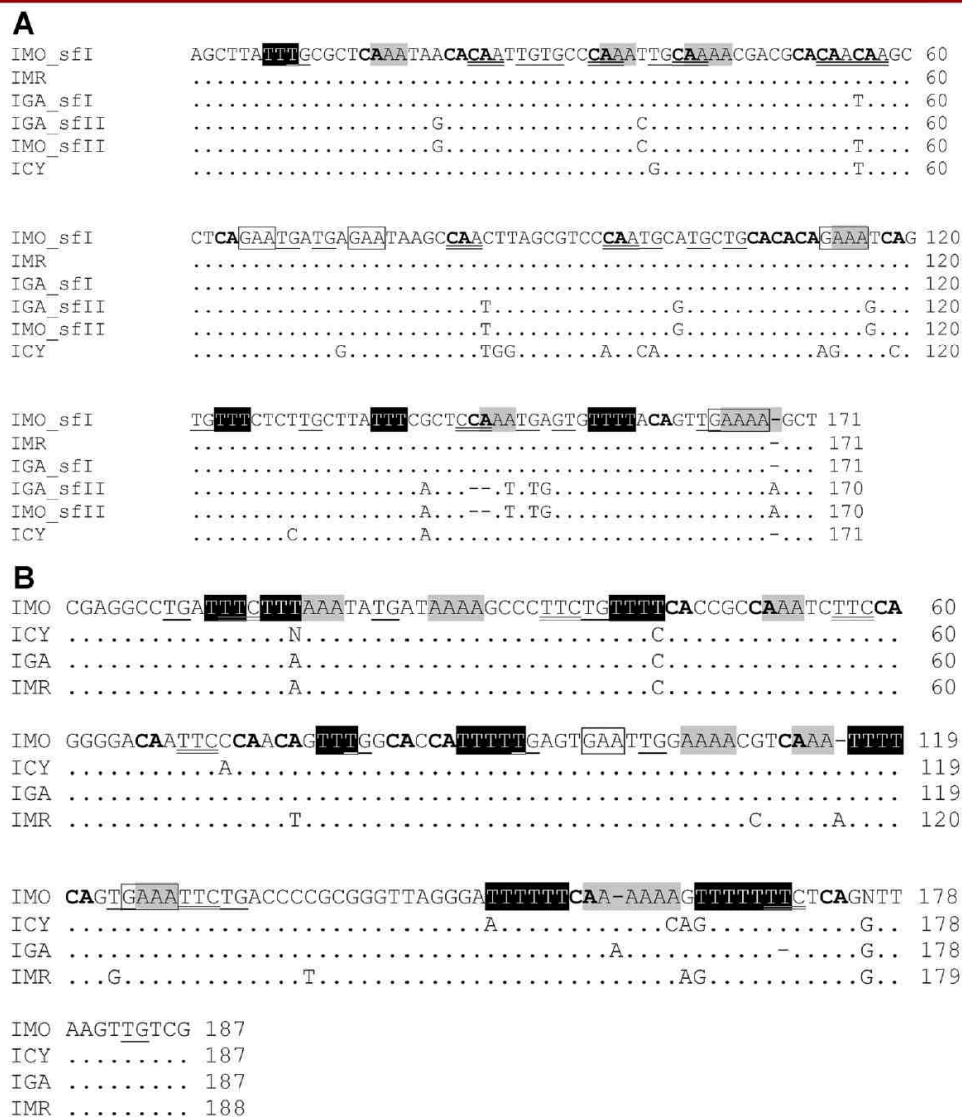 A
IMO_sfI AGCTTATTTGCGCTCAAATAACACAATTGTGCCCAAATTGCAAAACGACGCACAACAAGC 60
IMR ............................................................ 60
IGA_sfI .......................................................T.... 60
IGA_sfII ....................G................C...................... 60
IMO_sfII ....................G................C.................T.... 60
ICY ......................................G................T.... 60
IMO_sfI CTCAGAATGATGAGAATAAGCCAACTTAGCGTCCCAATGCATGCTGCACACAGAAATCAG 120
IMR ............................................................ 120
IGA_sfI ............................................................ 120
IGA_sfII ........................T...............G...............G... 120
IMO_sfII ........................T...............G...............G... 120
ICY ............G...........TGG.......A..CA.............AG....C. 120
IMO_sfI TGTTTCTCTTGCTTATTTCGCTCCAAATGAGTGTTTTACAGTTGAAAA-GCT 171
IMR ................................................-... 171
IGA_sfI ................................................-... 171
IGA_sfII ...................A...--.T.TG..................A... 170
IMO_sfII ...................A...--.T.TG..................A... 170
ICY ........C..........A............................-... 171
B
IMO CGAGGCCTGATTTCTTTAAATATGATAAAAGCCCTTCTGTTTTCACCGCCAAATCTTCCA 60
ICY ................N.........................C................. 60
IGA ................A.........................C................. 60
IMR ................A.........................C................. 60
IMO GGGGACAATTCCCAACAGTTTGGCACCATTTTTGAGTGAATTGGAAAACGTCAAA-TTTT 119
ICY ...........A................................................ 119
IGA ............................................................ 119
IMR ................T................................C.....A.... 120
IMO CAGTGAAATTCTGACCCCGCGGGTTAGGGATTTTTTCAA-AAAAGTTTTTTTCTCAGNTT 178
ICY ..............................A............CAG...........G.. 178
IGA .......................................A...........-.....G.. 178
IMR ...G.............T..........................AG...........G.. 179
IMO AAGTTGTCG 187
ICY ......... 187
IGA ......... 187
IMR ......... 188